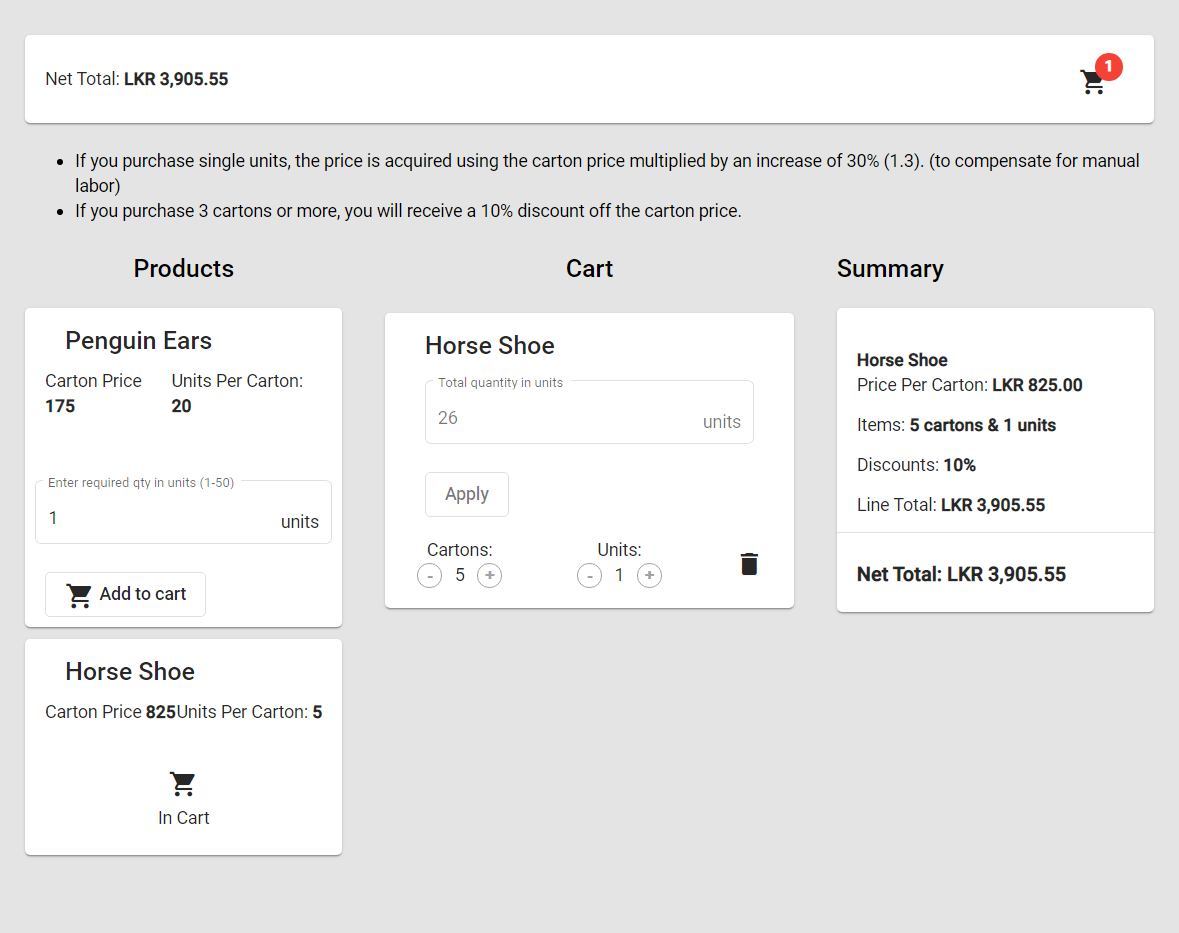 Net Total: LKR 3,905.55
1
• If you purchase single units, the price is acquired using the carton price multiplied by an increase of 30% (1.3). (to compensate for manual
labor)
• If you purchase 3 cartons or more, you will receive a 10% discount off the carton price.
Products
Penguin Ears
Carton Price
175
Units Per Carton:
20
Enter required qty in units (1-50)
1
units
Add to cart
Horse Shoe
Carton Price 825Units Per Carton: 5
In Cart
Cart
Horse Shoe
Total quantity in units
26
units
Apply
Cartons:
- 5 +
Units:
- 1 +
Summary
Horse Shoe
Price Per Carton: LKR 825.00
Items: 5 cartons & 1 units
Discounts: 10%
Line Total: LKR 3,905.55
Net Total: LKR 3,905.55